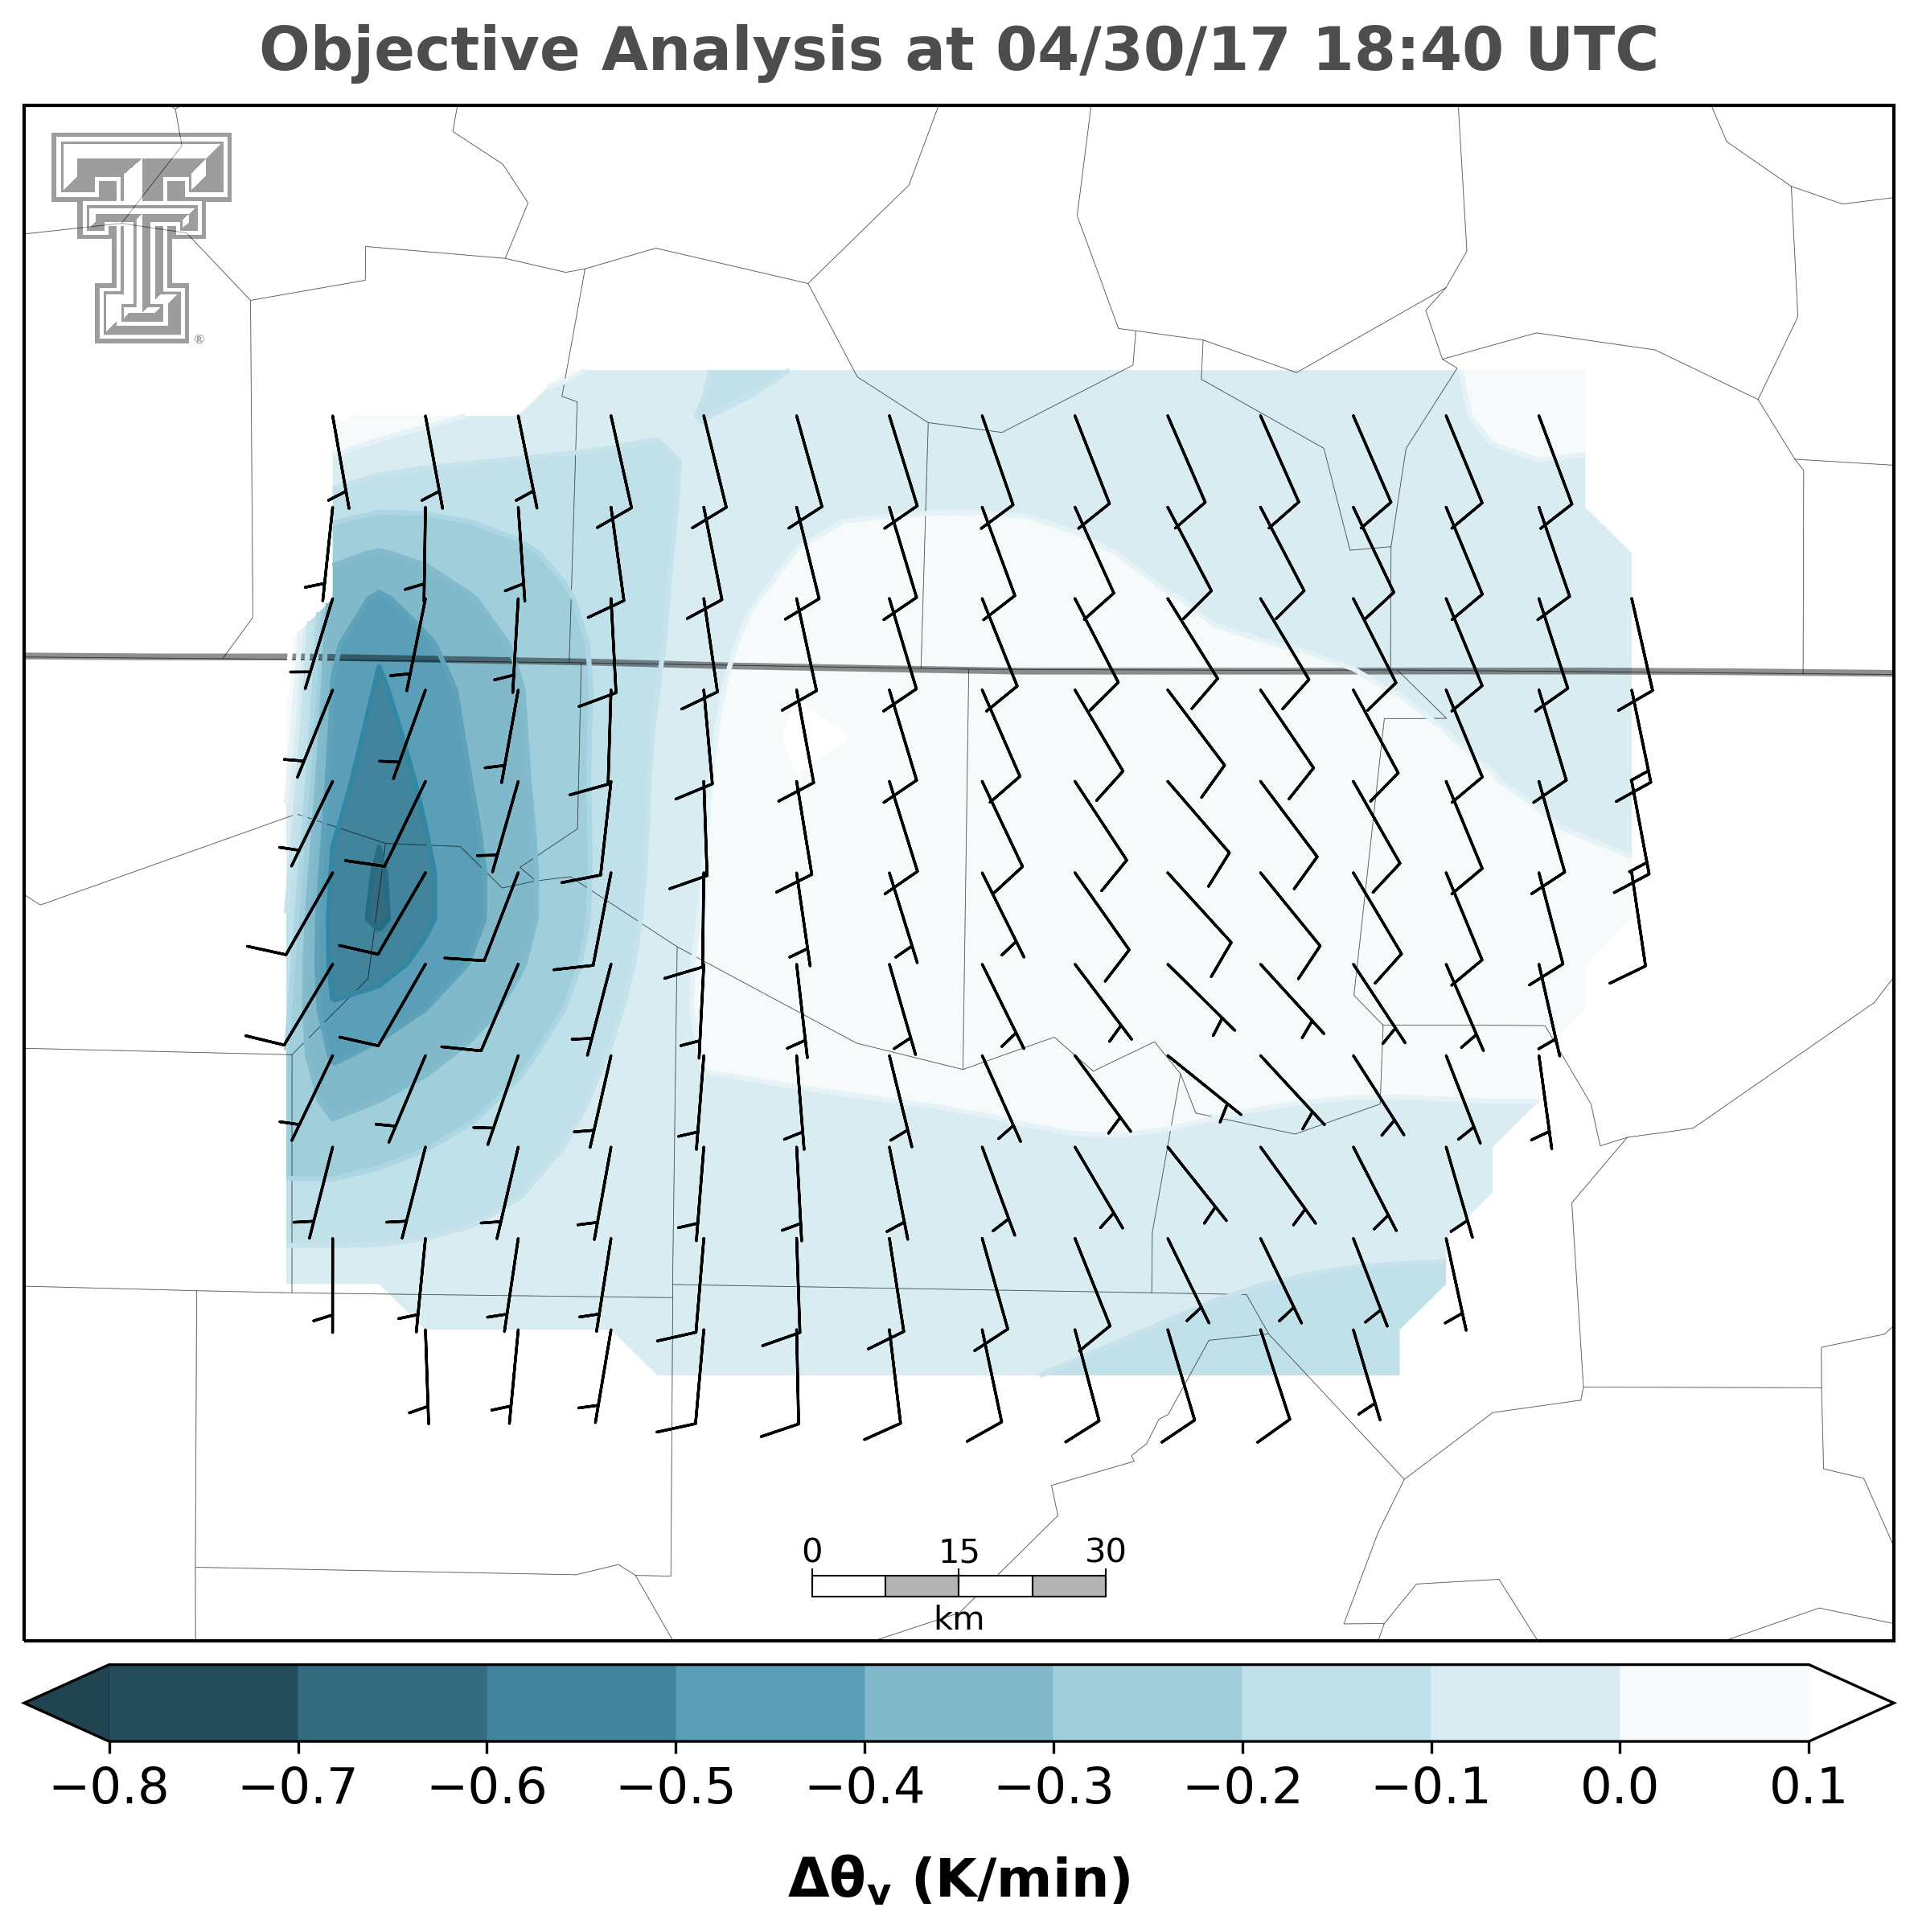 Objective Analysis at 04/30/17 18:40 UTC
®
0 15 30
km
−0.8 −0.7 −0.6 −0.5 −0.4 −0.3 −0.2 −0.1 0.0 0.1
Δθv (K/min)